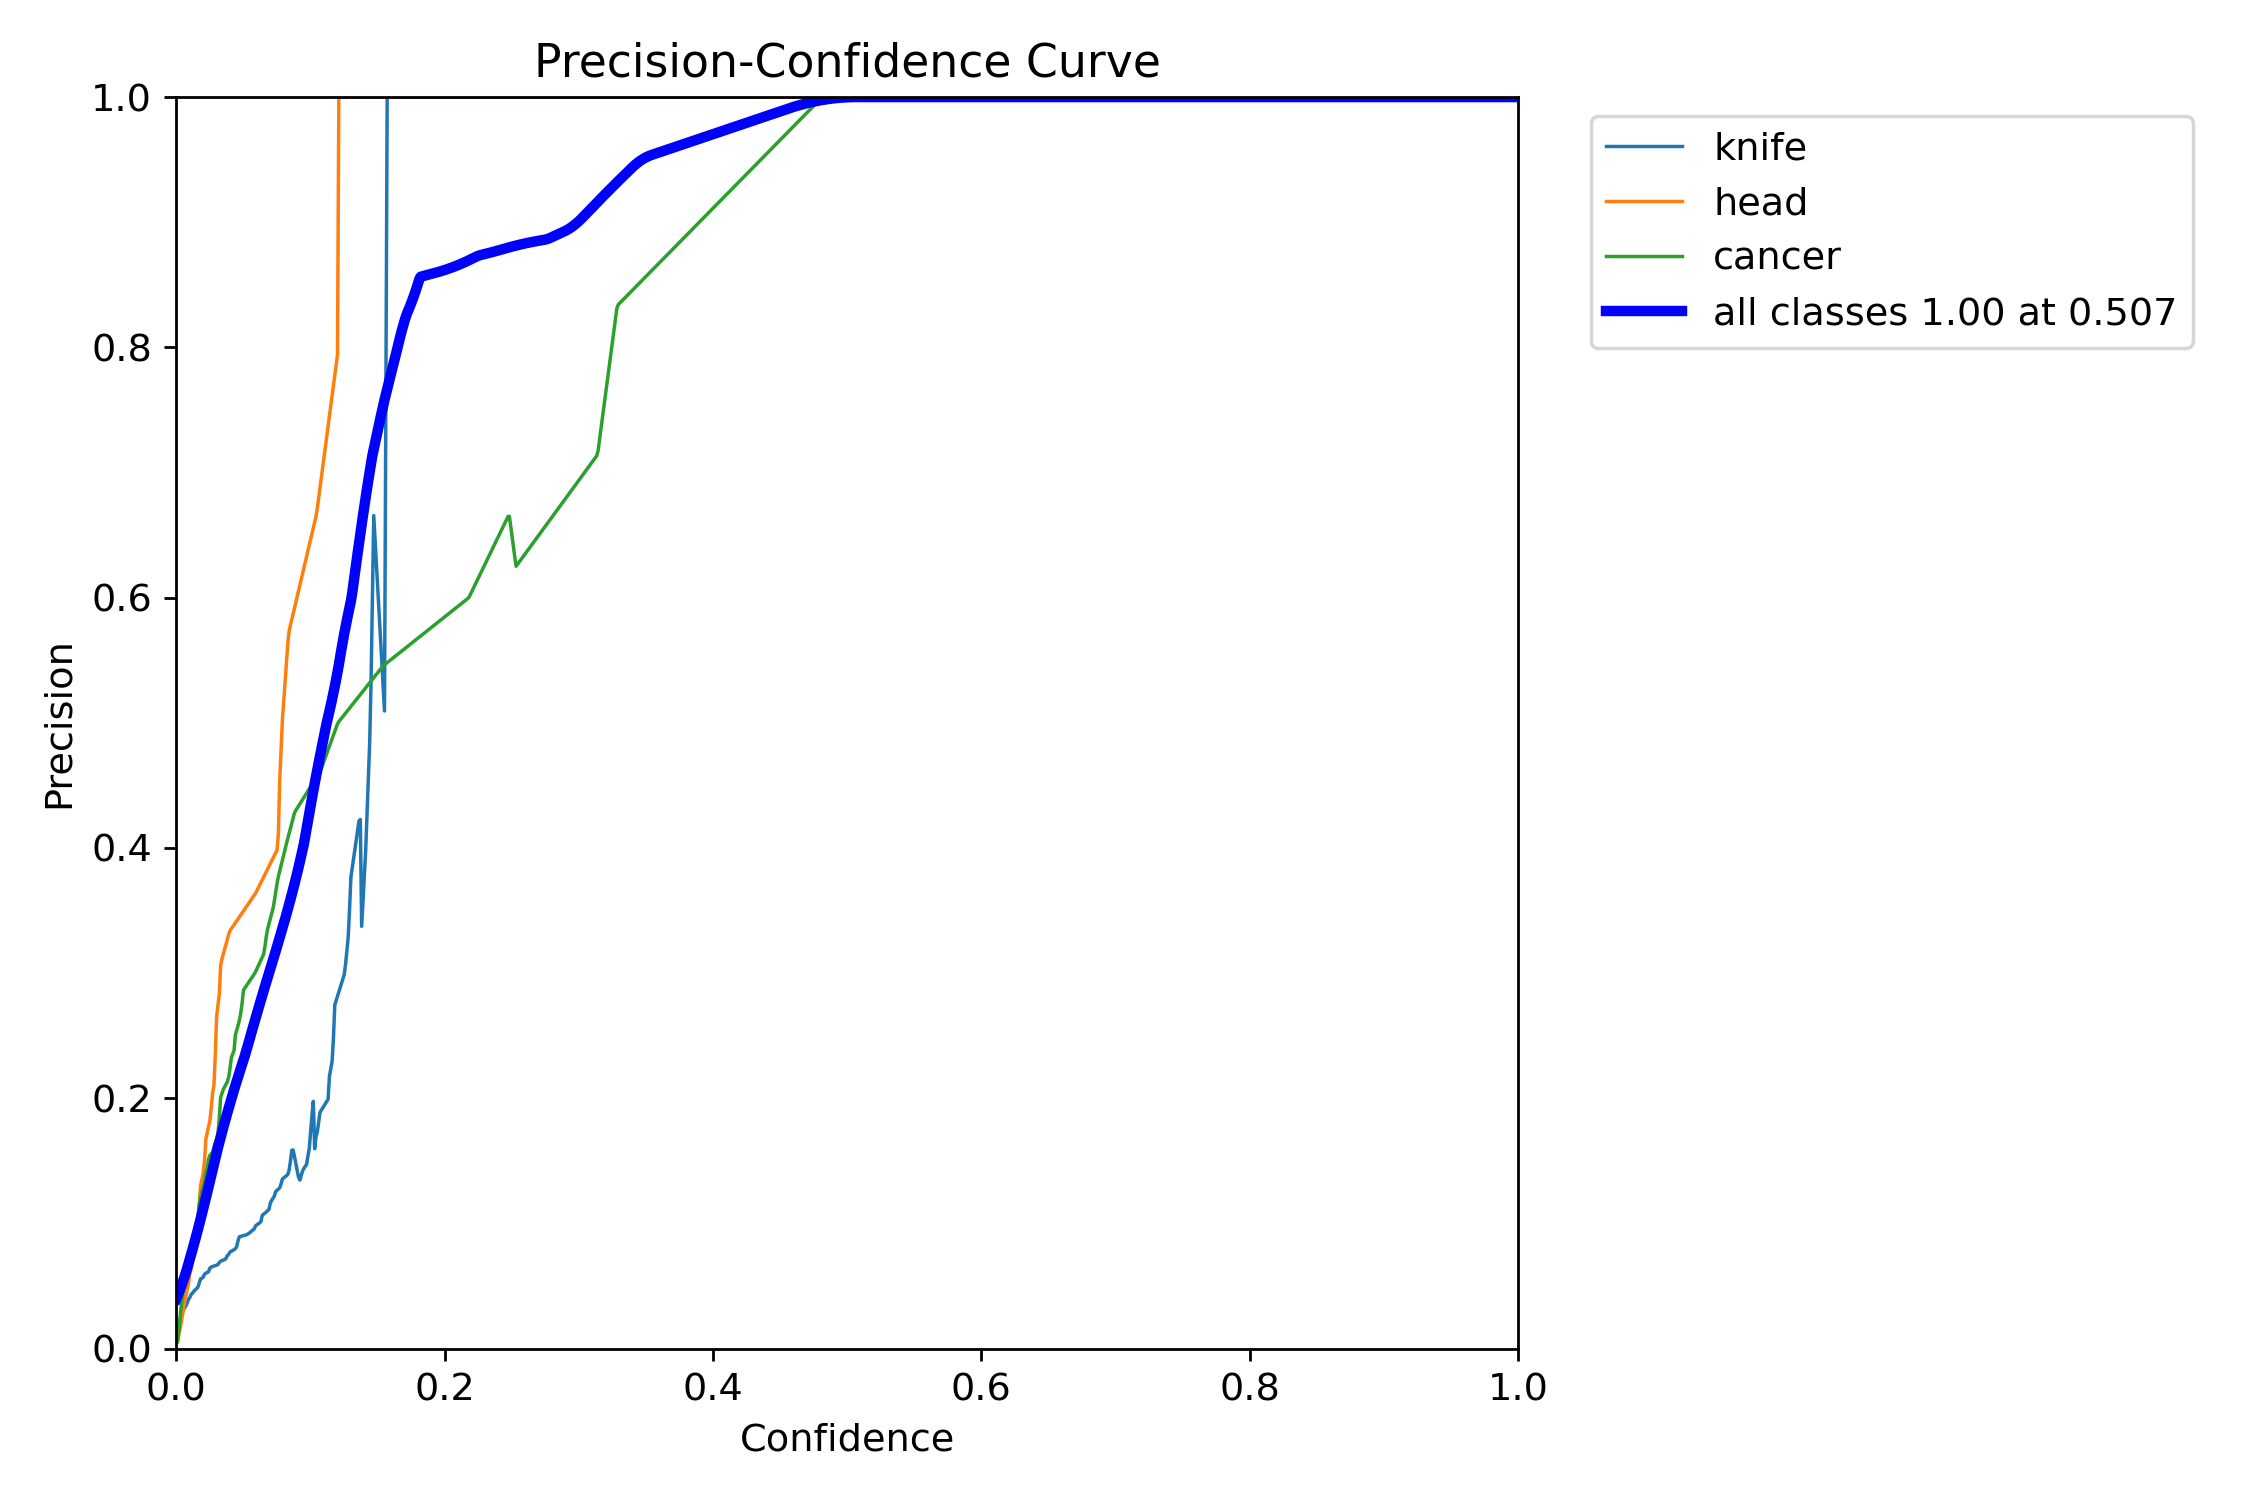 Precision-Confidence Curve
1.0
0.8
0.6
0.4
0.2
0.0
Precision
0.0 0.2 0.4 0.6 0.8 1.0
Confidence
knife
head
cancer
all classes 1.00 at 0.507